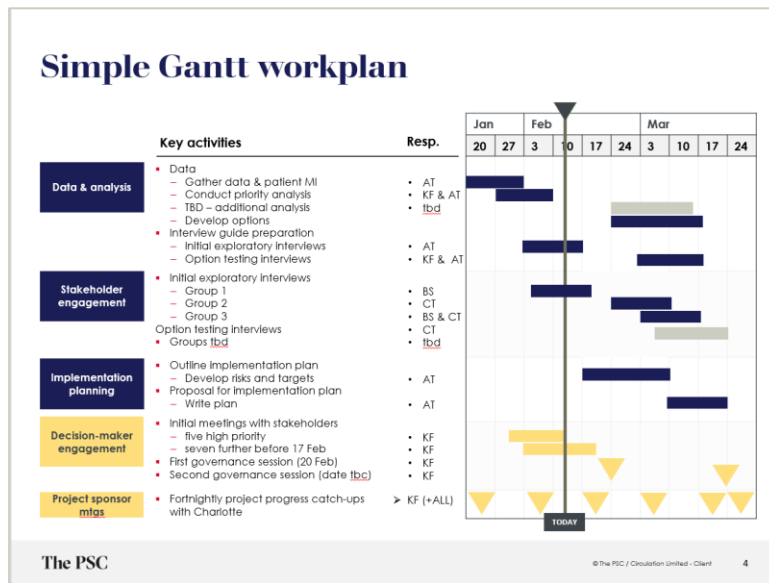 Simple Gantt workplan
Key activities
Resp.
Jan Feb Mar
20 27 3 10 17 24 3 10 17 24
Data & analysis
Data
– Gather data & patient MI • AT
– Conduct priority analysis • KF & AT
– TBD – additional analysis • tbd
– Develop options
Interview guide preparation
– Initial exploratory interviews • AT
– Option testing interviews • KF & AT
Stakeholder
engagement
Initial exploratory interviews
– Group 1 • BS
– Group 2 • CT
– Group 3 • BS & CT
Option testing interviews • CT
Groups tbd • tbd
Implementation
planning
Outline implementation plan
– Develop risks and targets • AT
Proposal for implementation plan
– Write plan • AT
Decision-maker
engagement
Initial meetings with stakeholders
– five high priority • KF
– seven further before 17 Feb • KF
First governance session (20 Feb) • KF
Second governance session (date tbc) • KF
Project sponsor
mtgs
Fortnightly project progress catch-ups ➢ KF (+ALL)
with Charlotte
TODAY
The PSC
© The PSC / Circulation Limited - Client 4